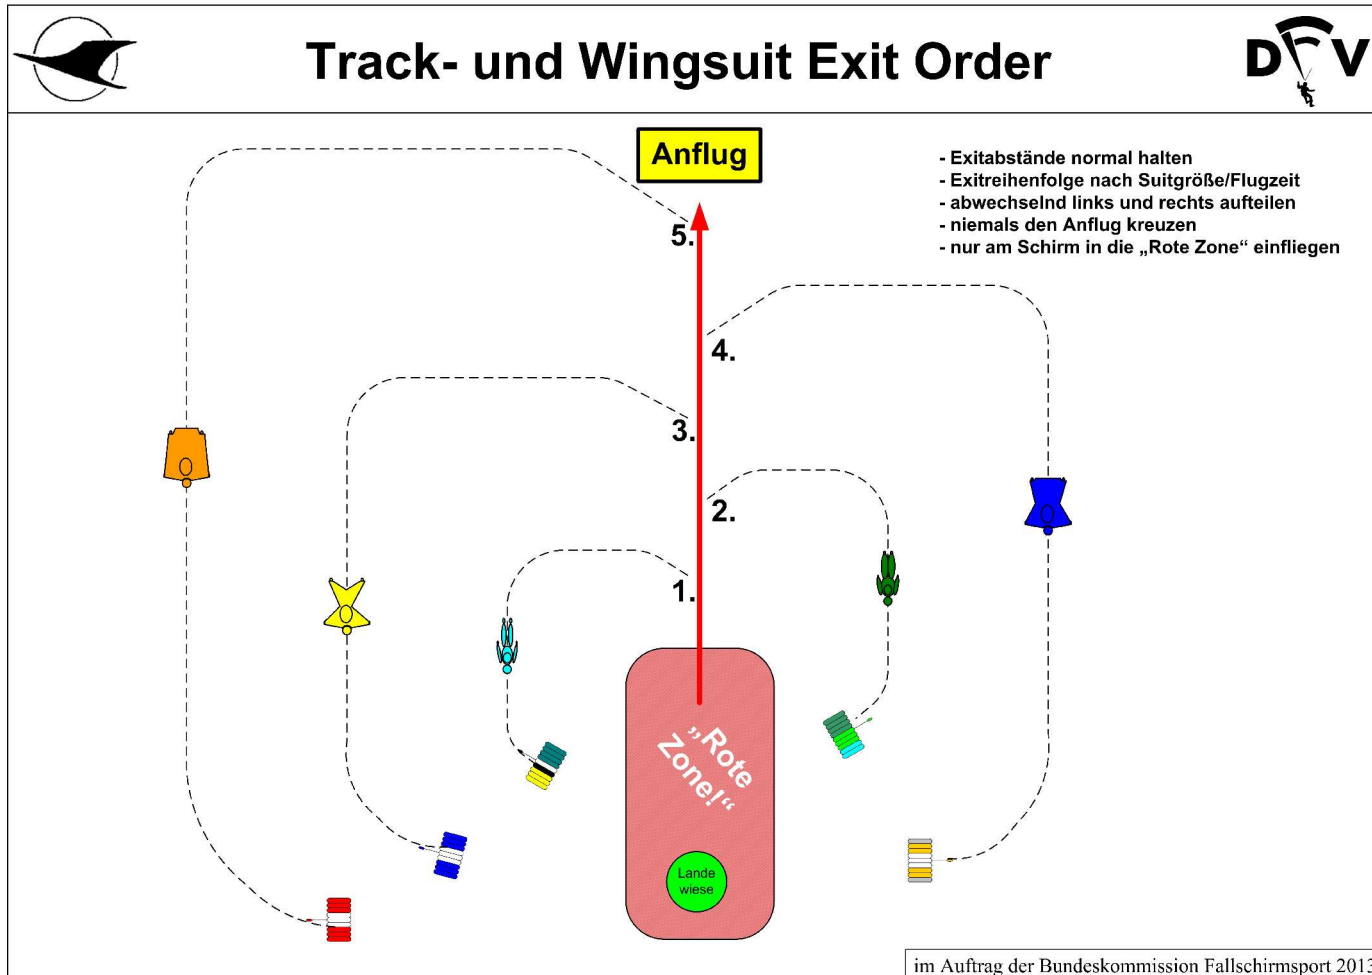 Track- und Wingsuit Exit Order
DFV
Anflug
- Exitabstände normal halten
- Exitreihenfolge nach Suitgröße/Flugzeit
- abwechselnd links und rechts aufteilen
- niemals den Anflug kreuzen
- nur am Schirm in die „Rote Zone“ einfliegen
5.
4.
3.
2.
1.
„Rote
Zone!“
Lande
wiese
im Auftrag der Bundeskommission Fallschirmsport 2013